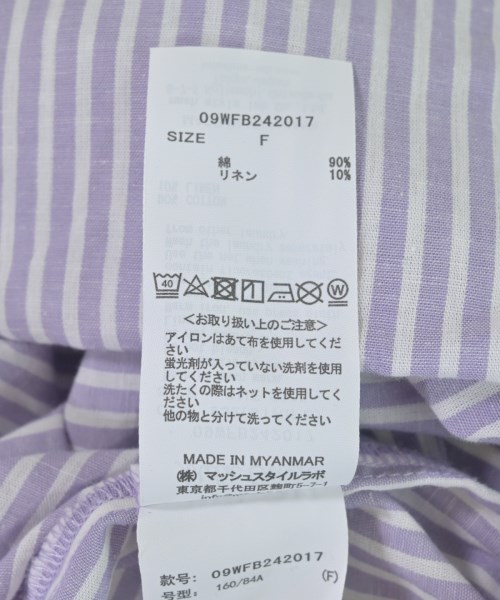 09WFB242017
SIZE F
綿 90%
リネン 10%
40
W
<お取り扱い上のご注意>
アイロンはあて布を使用してくだ
さい
蛍光剤が入っていない洗剤を使用
してください
洗たくの際はネットを使用してく
ださい
他の物と分けて洗ってください
MADE IN MYANMAR
(株) マッシュスタイルラボ
東京都千代田区麹町5-7-1
款号: 09WFB242017
号型: 160/84A (F)